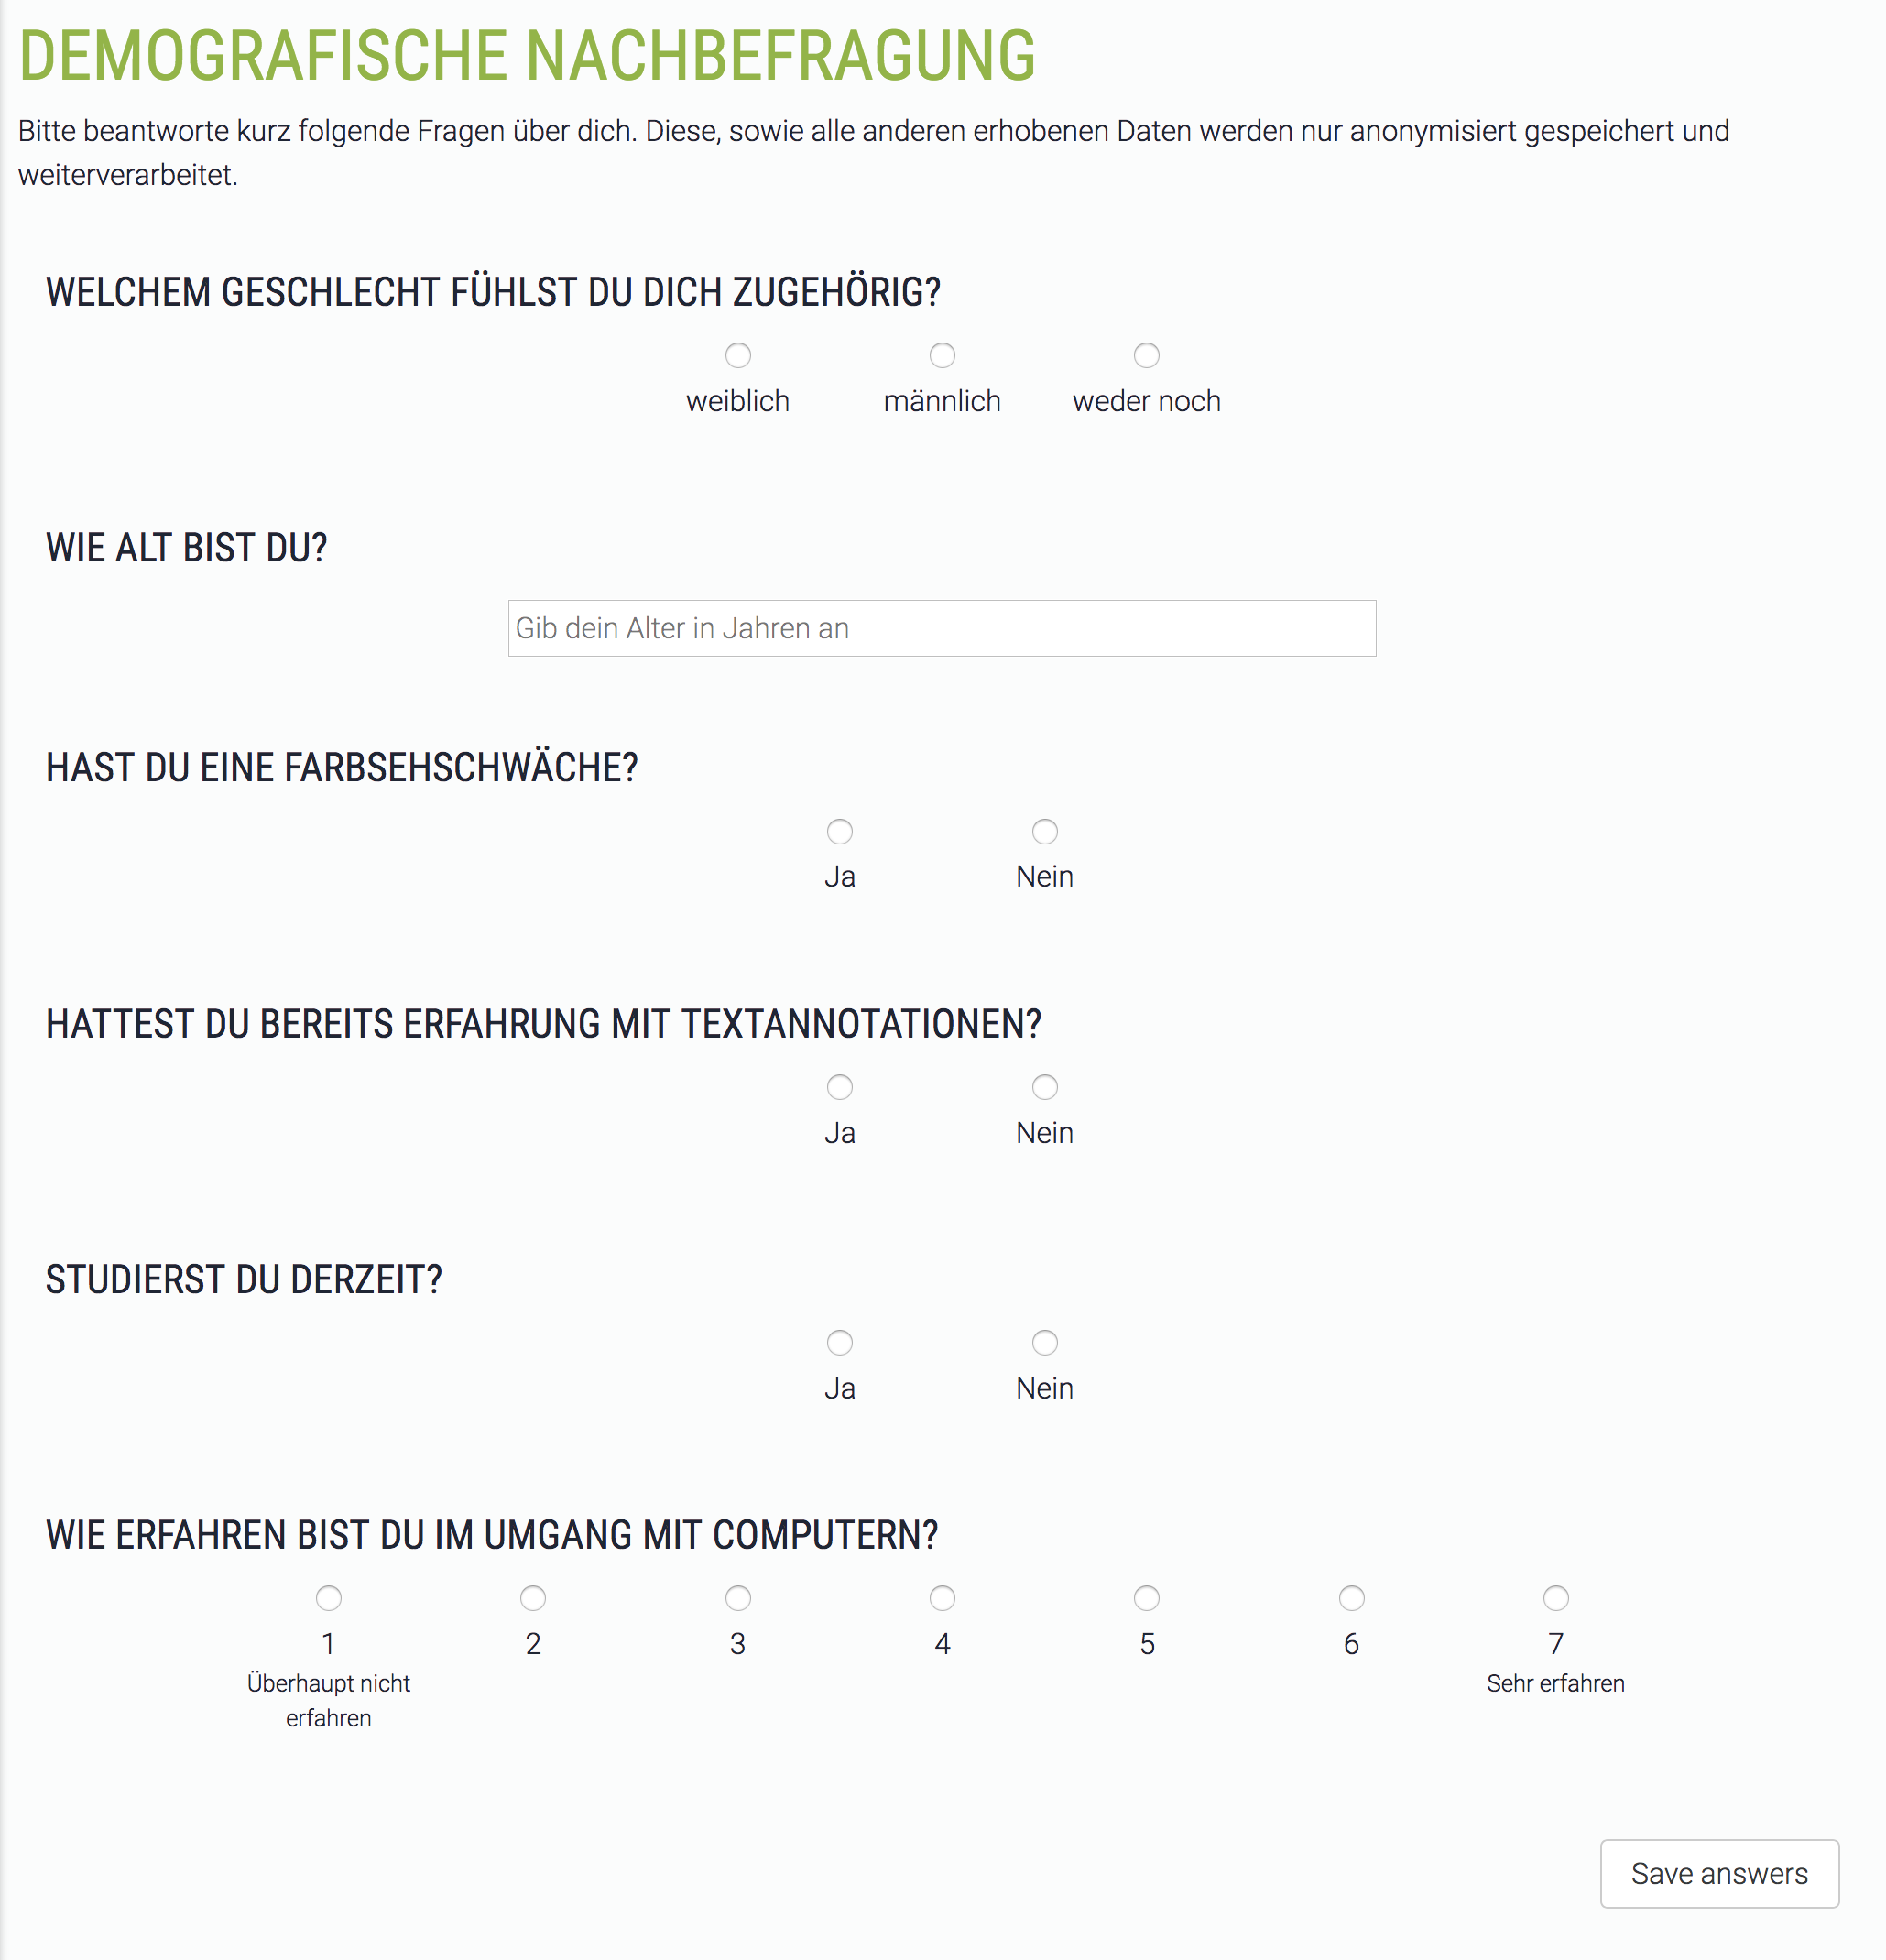 DEMOGRAFISCHE NACHBEFRAGUNG
Bitte beantworte kurz folgende Fragen über dich. Diese, sowie alle anderen erhobenen Daten werden nur anonymisiert gespeichert und
weiterverarbeitet.
WELCHEM GESCHLECHT FÜHLST DU DICH ZUGEHÖRIG?
weiblich männlich weder noch
WIE ALT BIST DU?
Gib dein Alter in Jahren an
HAST DU EINE FARBSEHSCHWÄCHE?
Ja Nein
HATTEST DU BEREITS ERFAHRUNG MIT TEXTANNOTATIONEN?
Ja Nein
STUDIERST DU DERZEIT?
Ja Nein
WIE ERFAHREN BIST DU IM UMGANG MIT COMPUTERN?
1 2 3 4 5 6 7
Überhaupt nicht Sehr erfahren
erfahren
Save answers